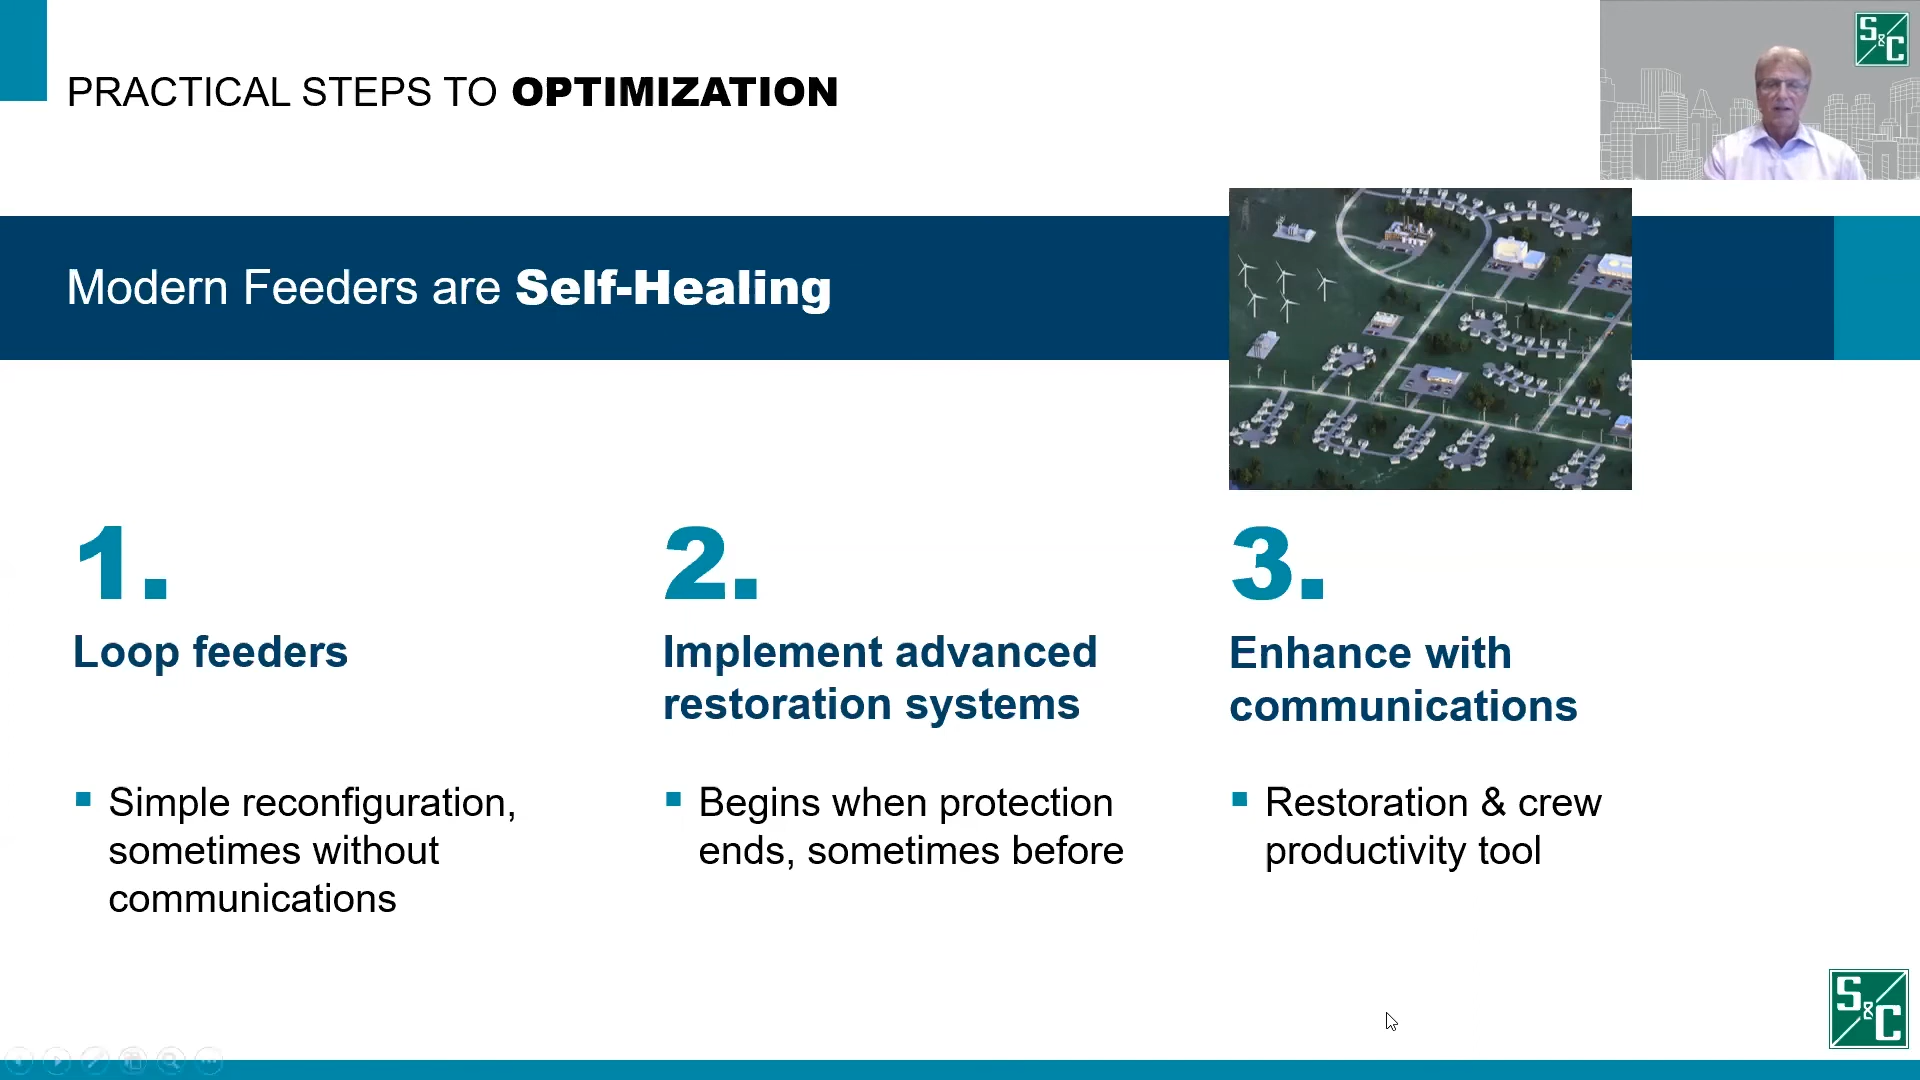 PRACTICAL STEPS TO OPTIMIZATION
S&C
Modern Feeders are Self-Healing
1.
Loop feeders
▪ Simple reconfiguration,
sometimes without
communications
2.
Implement advanced
restoration systems
▪ Begins when protection
ends, sometimes before
3.
Enhance with
communications
▪ Restoration & crew
productivity tool
S&C